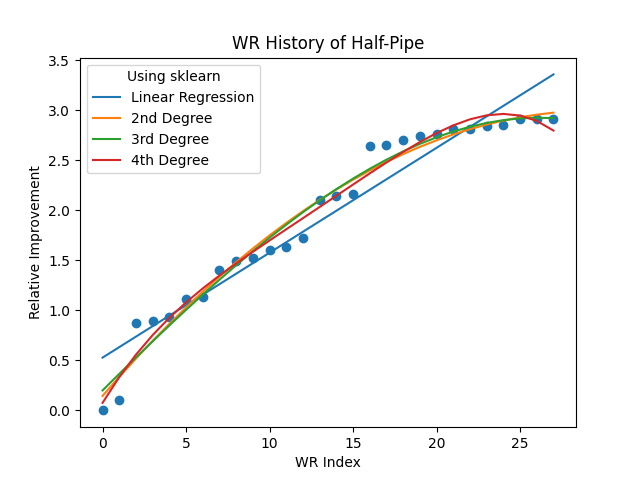 WR History of Half-Pipe
Using sklearn
Linear Regression
2nd Degree
3rd Degree
4th Degree
Relative Improvement
3.5
3.0
2.5
2.0
1.5
1.0
0.5
0.0
0 5 10 15 20 25
WR Index